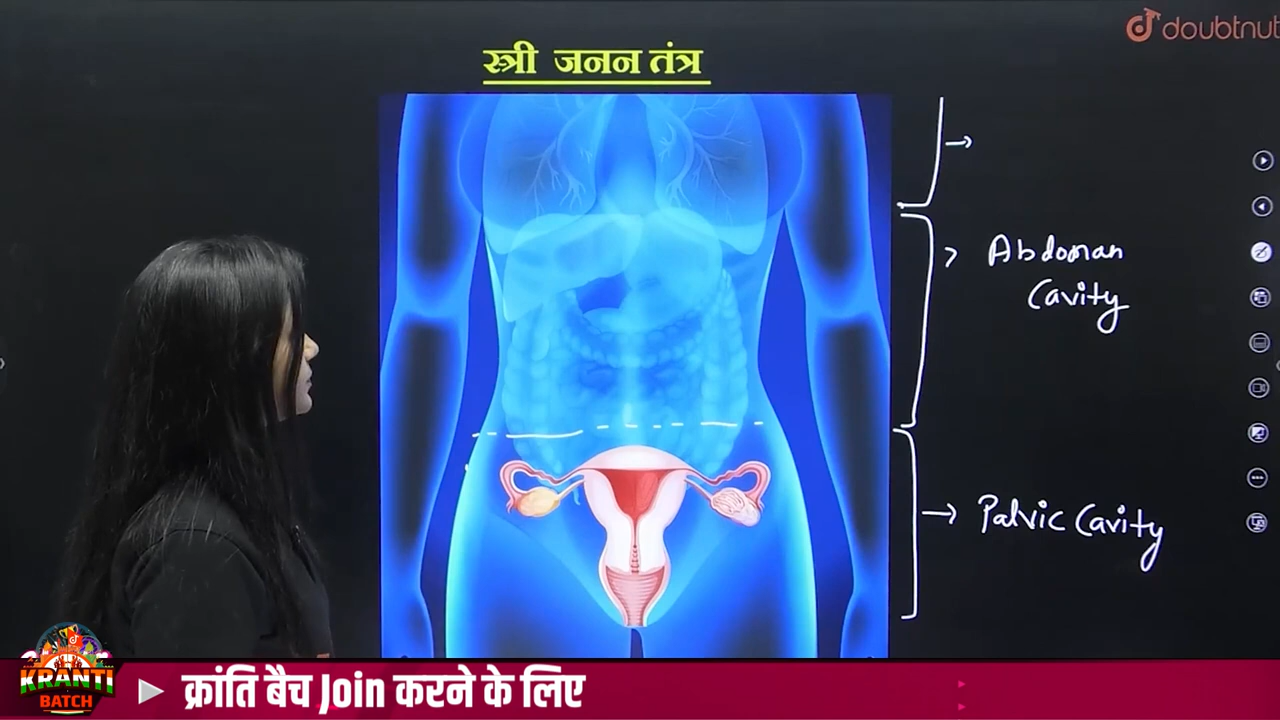 doubtnut
स्त्री जनन तंत्र
Abdoman
Cavity
Palvic Cavity
KRANTI
BATCH
क्रांति बैच Join करने के लिए